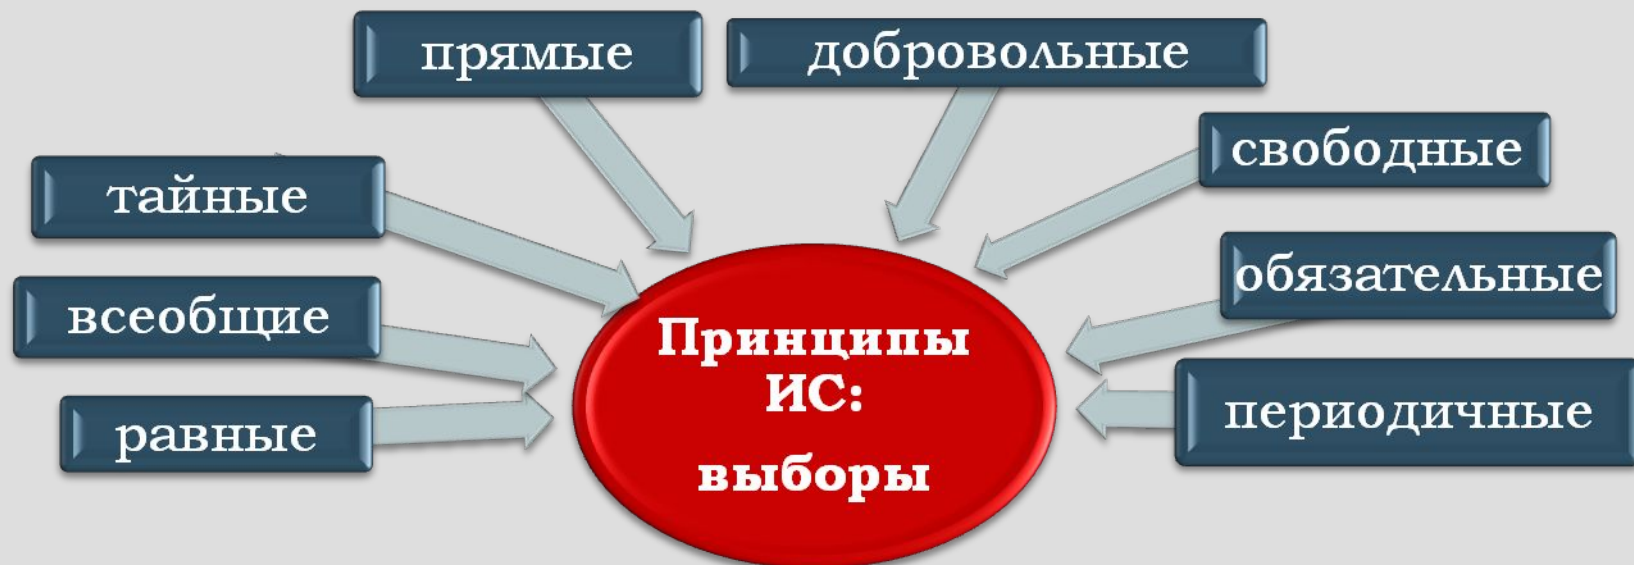 прямые
добровольные
свободные
тайные
обязательные
всеобщие
периодичные
равные
Принципы
ИС:
выборы